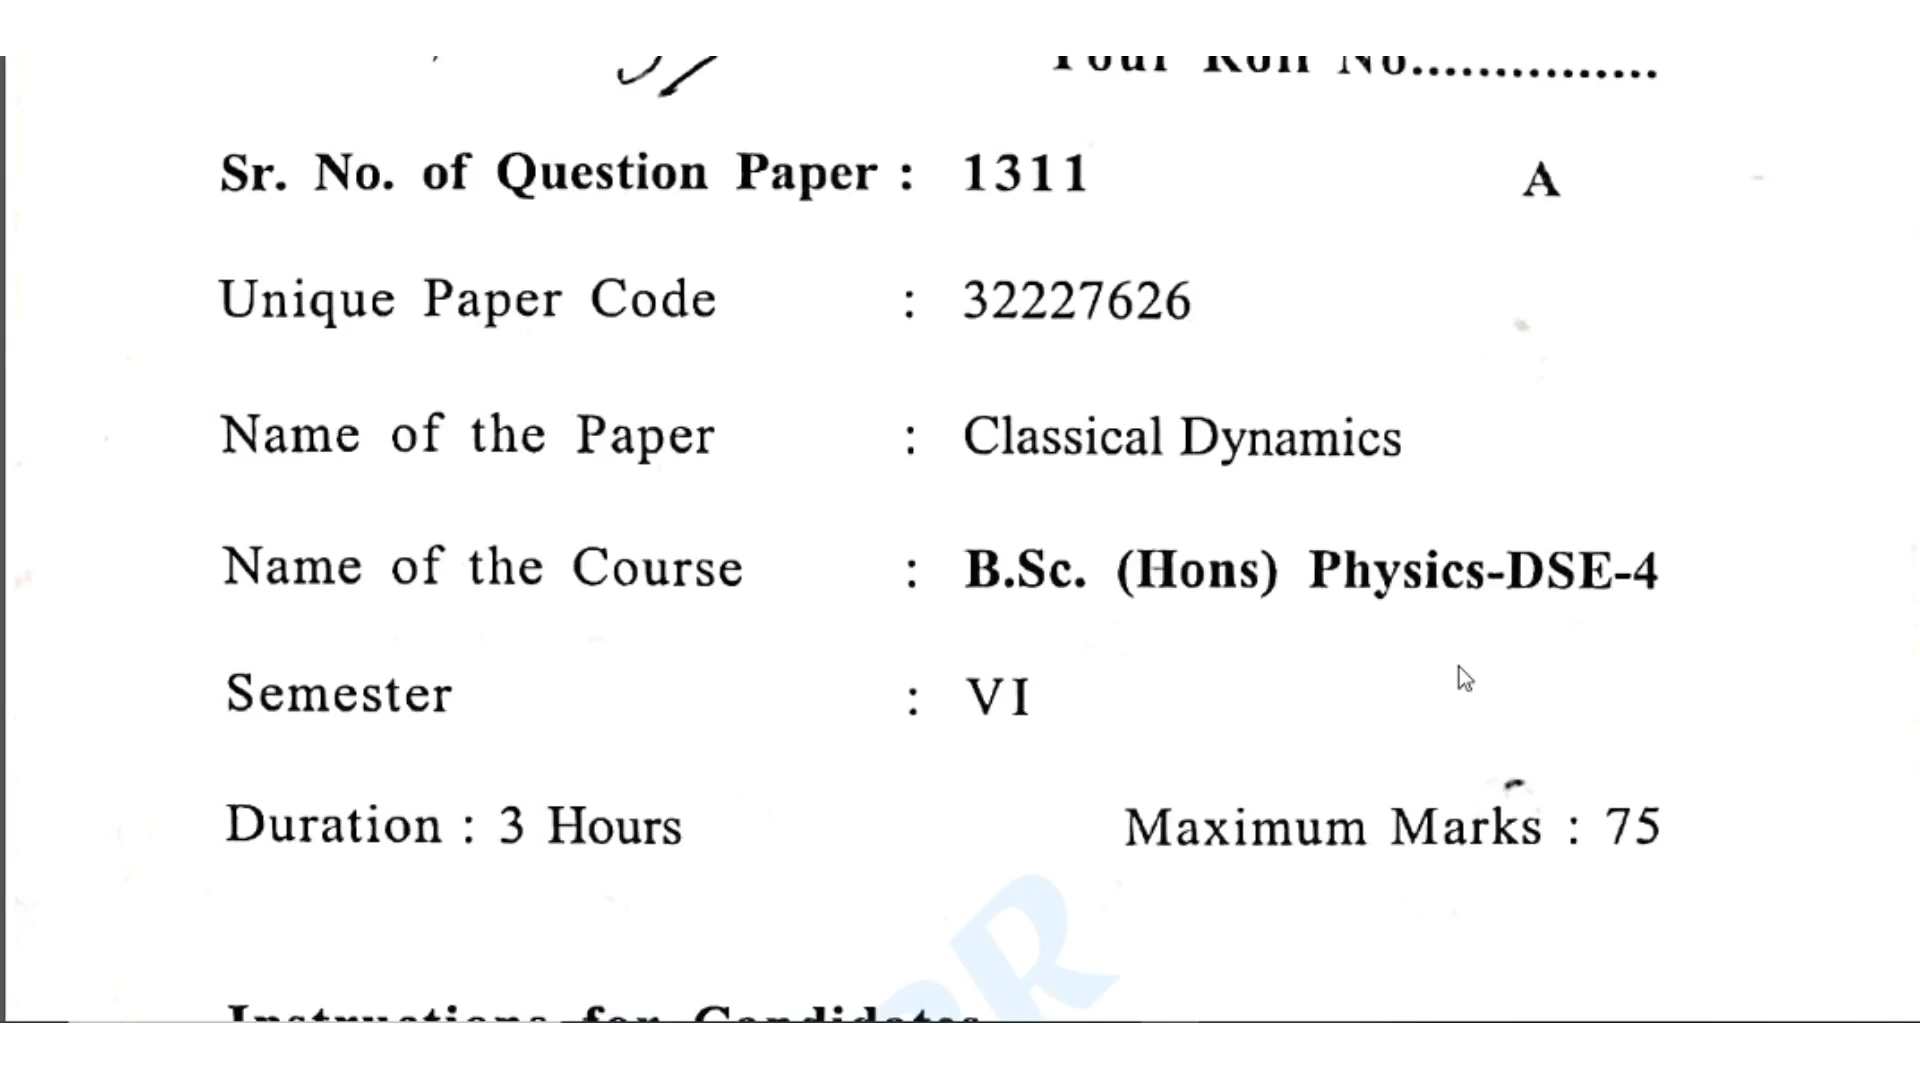 Your Roll No...............
Sr. No. of Question Paper : 1311 A
Unique Paper Code : 32227626
Name of the Paper : Classical Dynamics
Name of the Course : B.Sc. (Hons) Physics-DSE-4
Semester : VI
Duration : 3 Hours Maximum Marks : 75
Instructions for Candidates